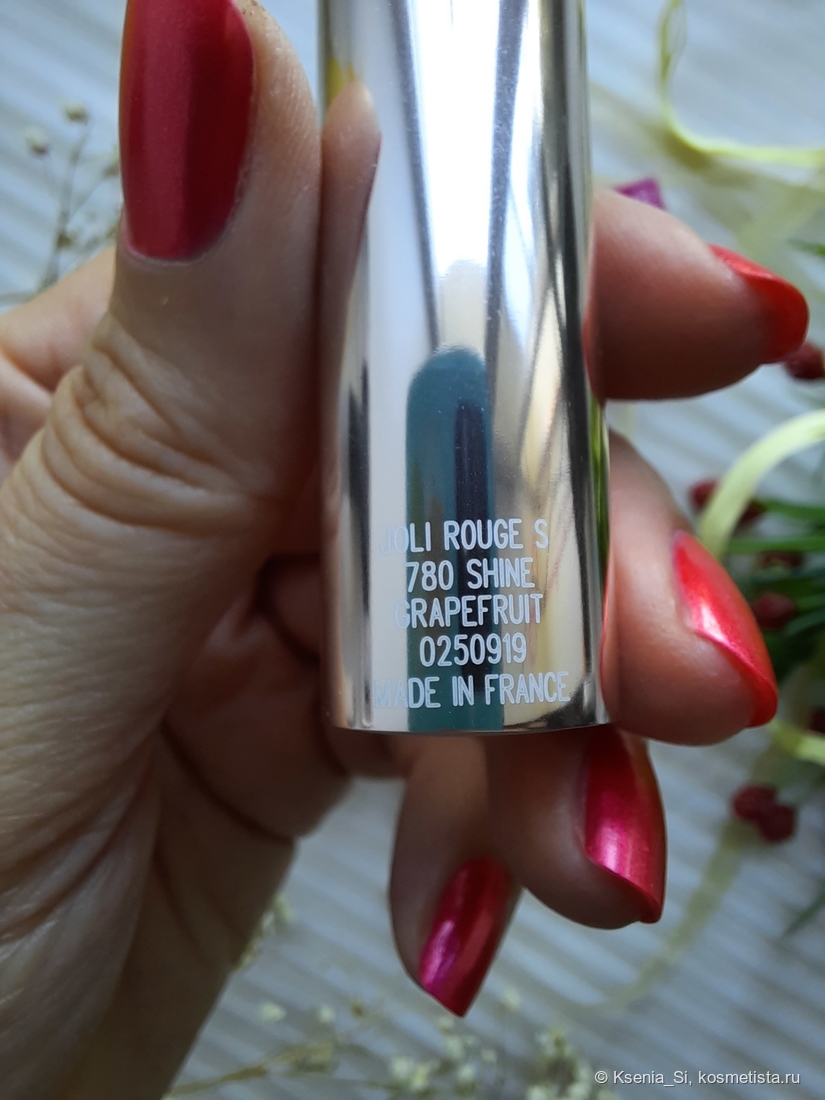 JOLI ROUGE S
780 SHINE
GRAPEFRUIT
0250919
MADE IN FRANCE
© Ksenia_Si, kosmetista.ru